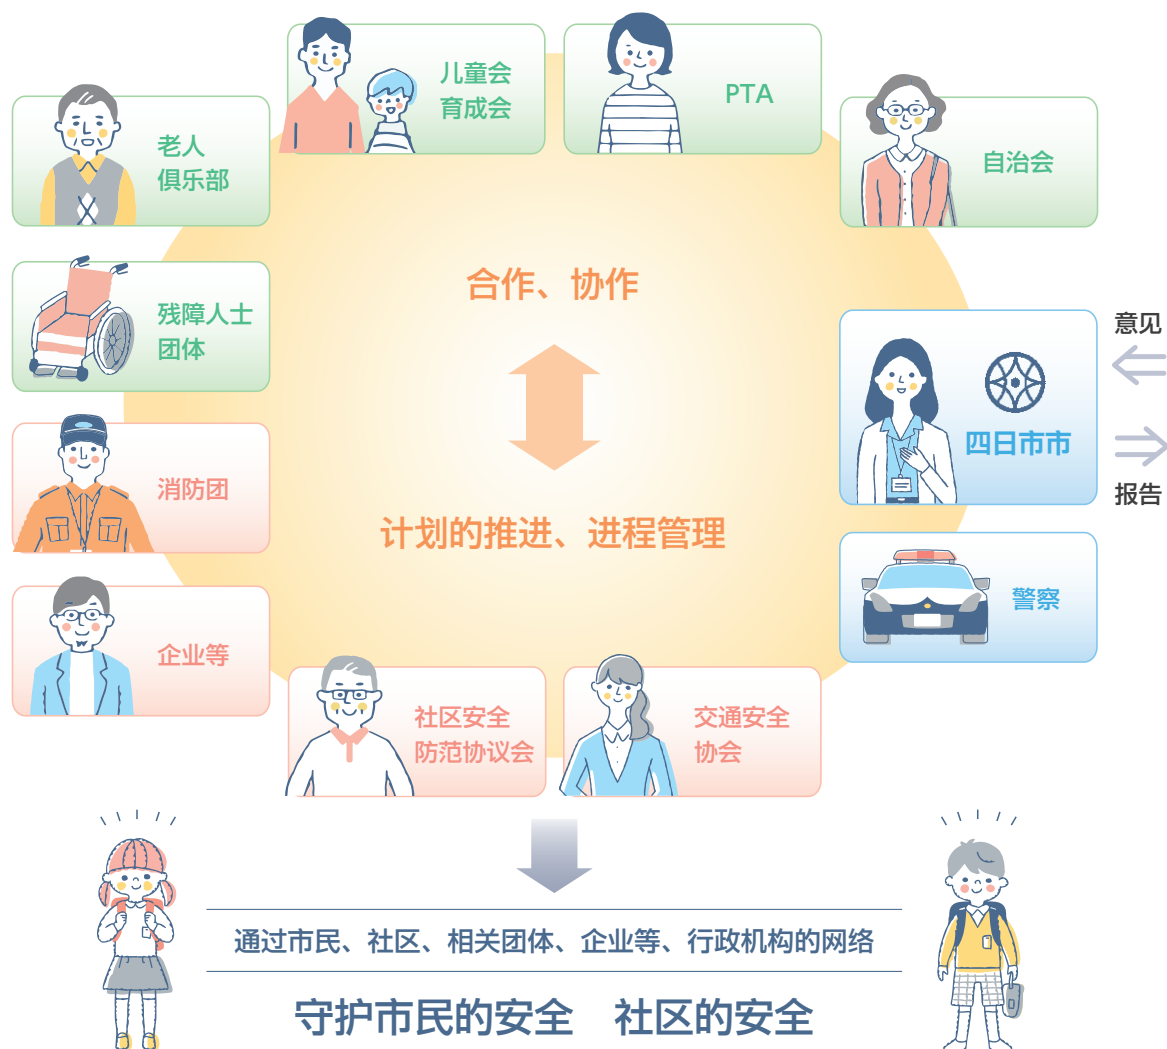 儿童会
育成会
PTA
老人
俱乐部
自治会
残障人士
团体
合作、协作
意见
四日市市
报告
消防团
计划的推进、进程管理
警察
企业等
社区安全
防范协议会
交通安全
协会
通过市民、社区、相关团体、企业等、行政机构的网络
守护市民的安全　社区的安全